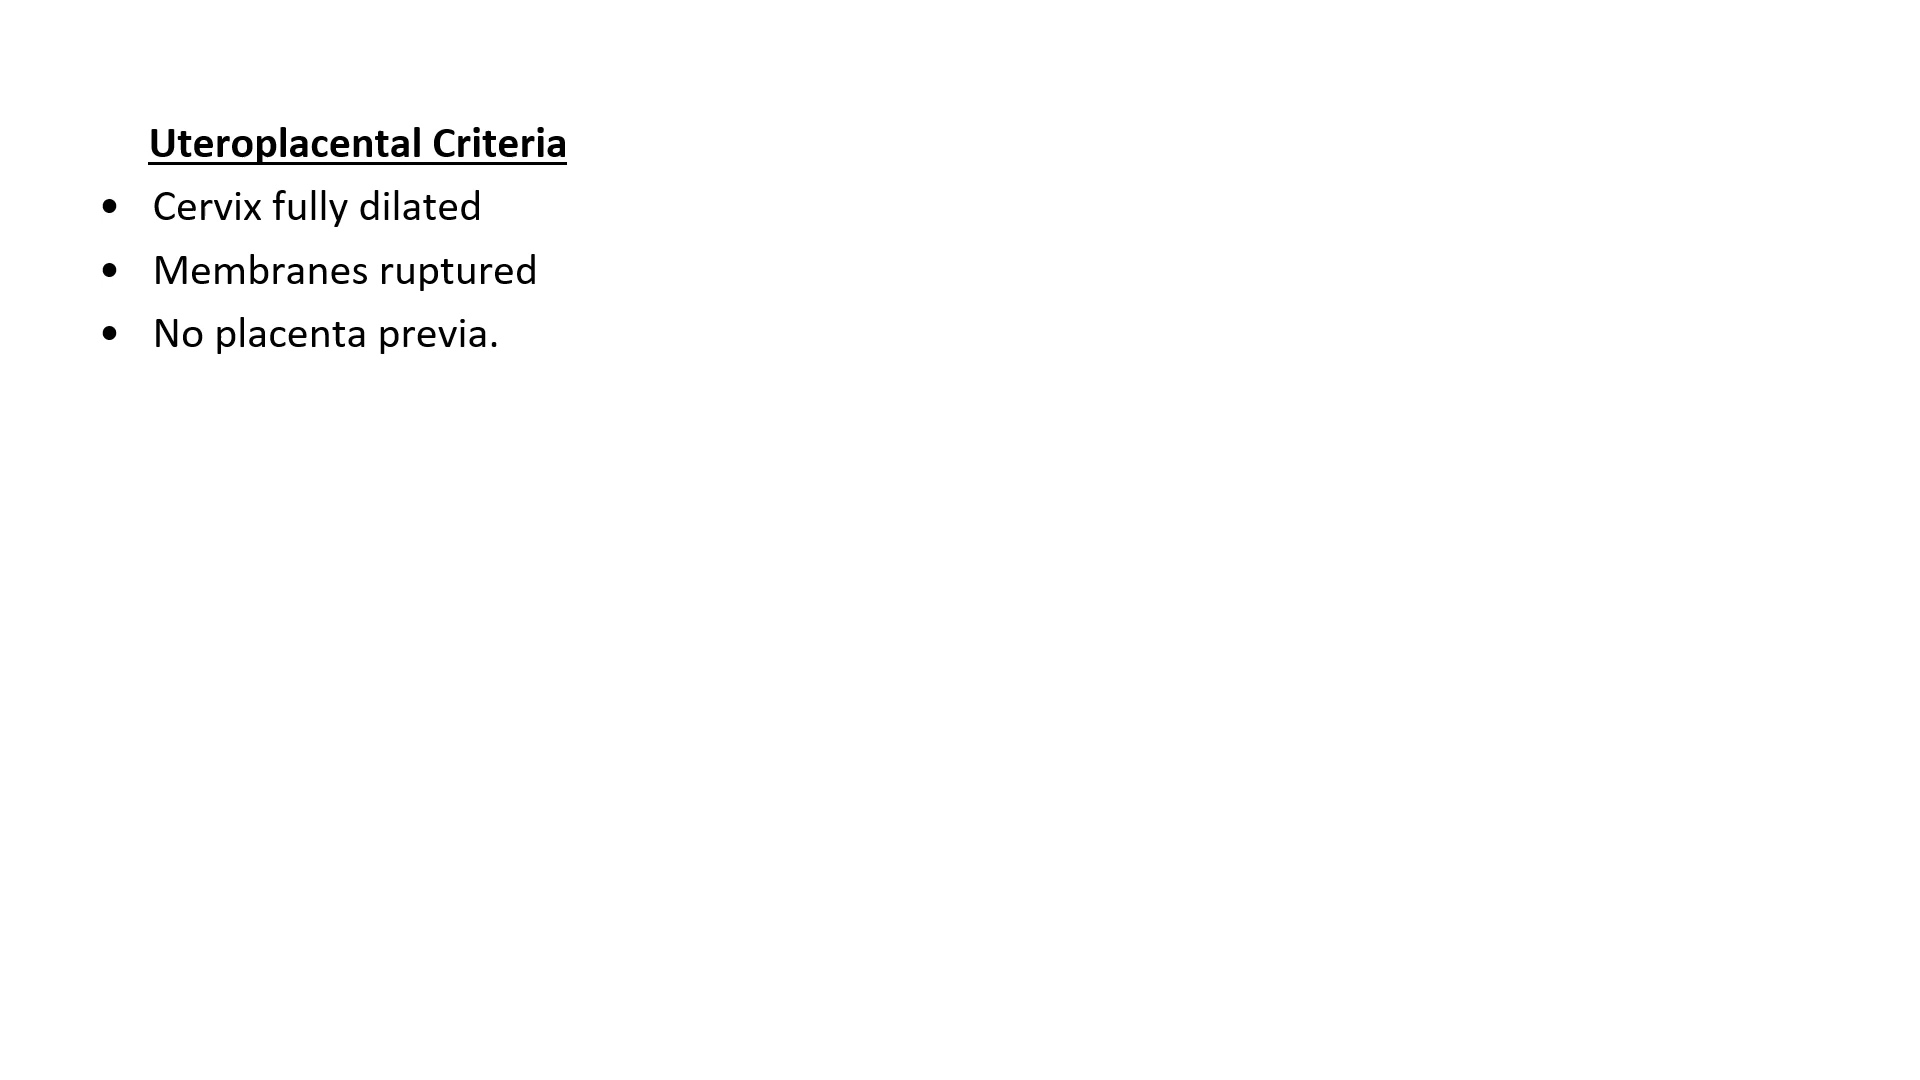 Uteroplacental Criteria
• Cervix fully dilated
• Membranes ruptured
• No placenta previa.